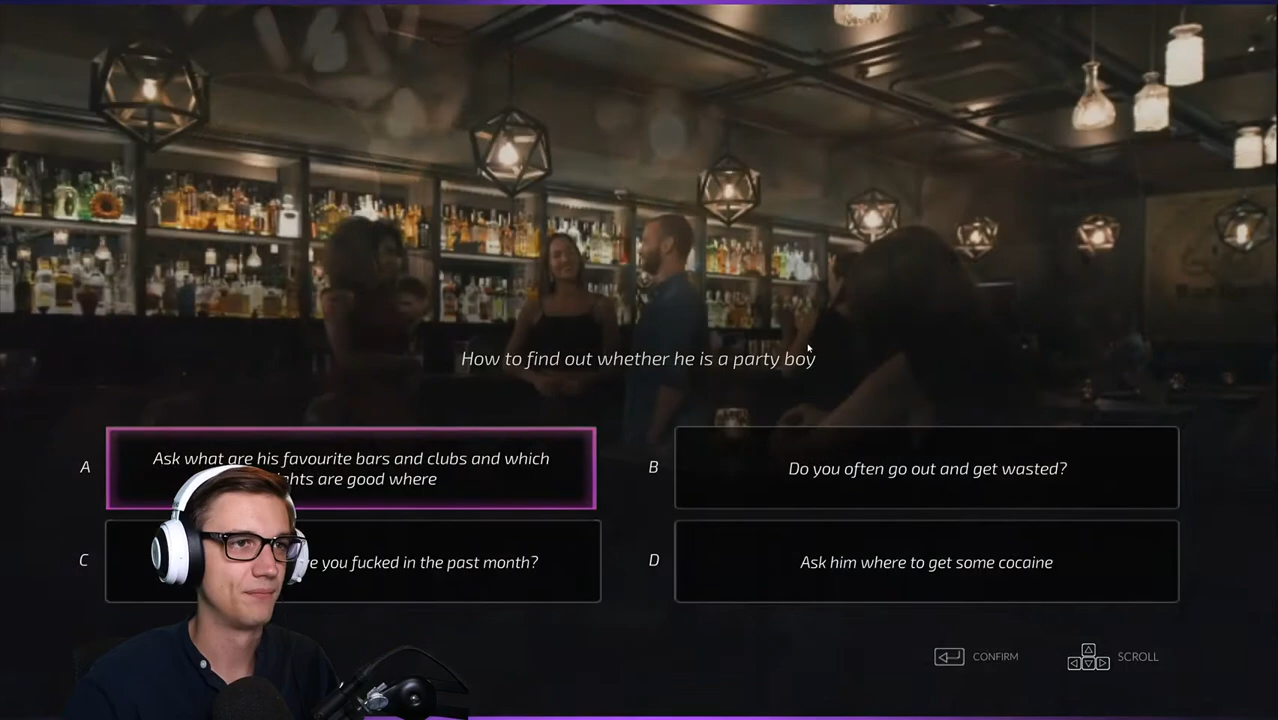 How to find out whether he is a party boy
A
Ask what are his favourite bars and clubs and which
are good where
B
Do you often go out and get wasted?
C
you fucked in the past month?
D
Ask him where to get some cocaine
CONFIRM
SCROLL